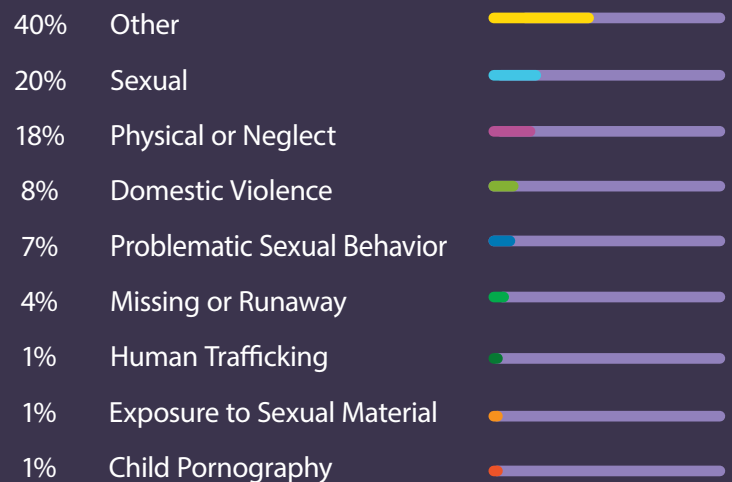 40% Other
20% Sexual
18% Physical or Neglect
8% Domestic Violence
7% Problematic Sexual Behavior
4% Missing or Runaway
1% Human Trafficking
1% Exposure to Sexual Material
1% Child Pornography